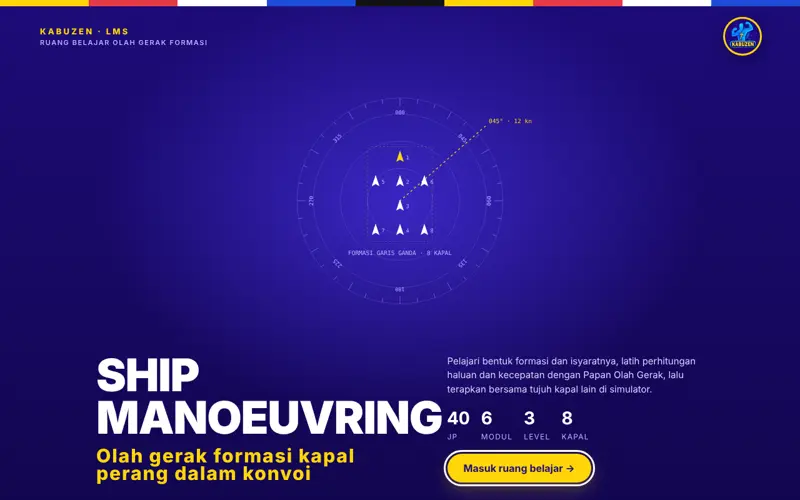 KABUZEN · LMS
RUANG BELAJAR OLAH GERAK FORMASI
KABUZEN
000
045
090
135
180
225
270
315
045° · 12 kn
1
5
2
6
3
7
4
8
FORMASI GARIS GANDA · 8 KAPAL
SHIP
MANOEUVRING
Olah gerak formasi kapal
perang dalam konvoi
Pelajari bentuk formasi dan isyaratnya, latih perhitungan
haluan dan kecepatan dengan Papan Olah Gerak, lalu
terapkan bersama tujuh kapal lain di simulator.
40 6 3 8
JP MODUL LEVEL KAPAL
Masuk ruang belajar →